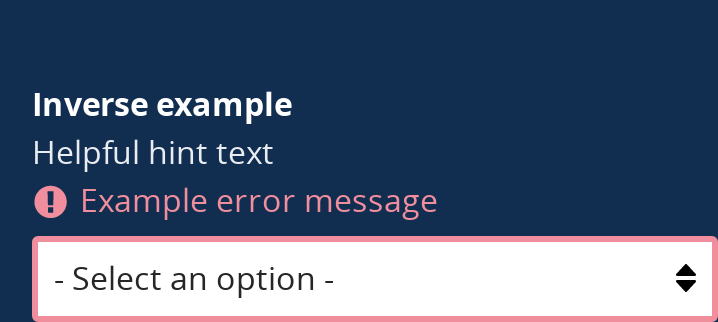 Inverse example
Helpful hint text
Example error message
- Select an option -